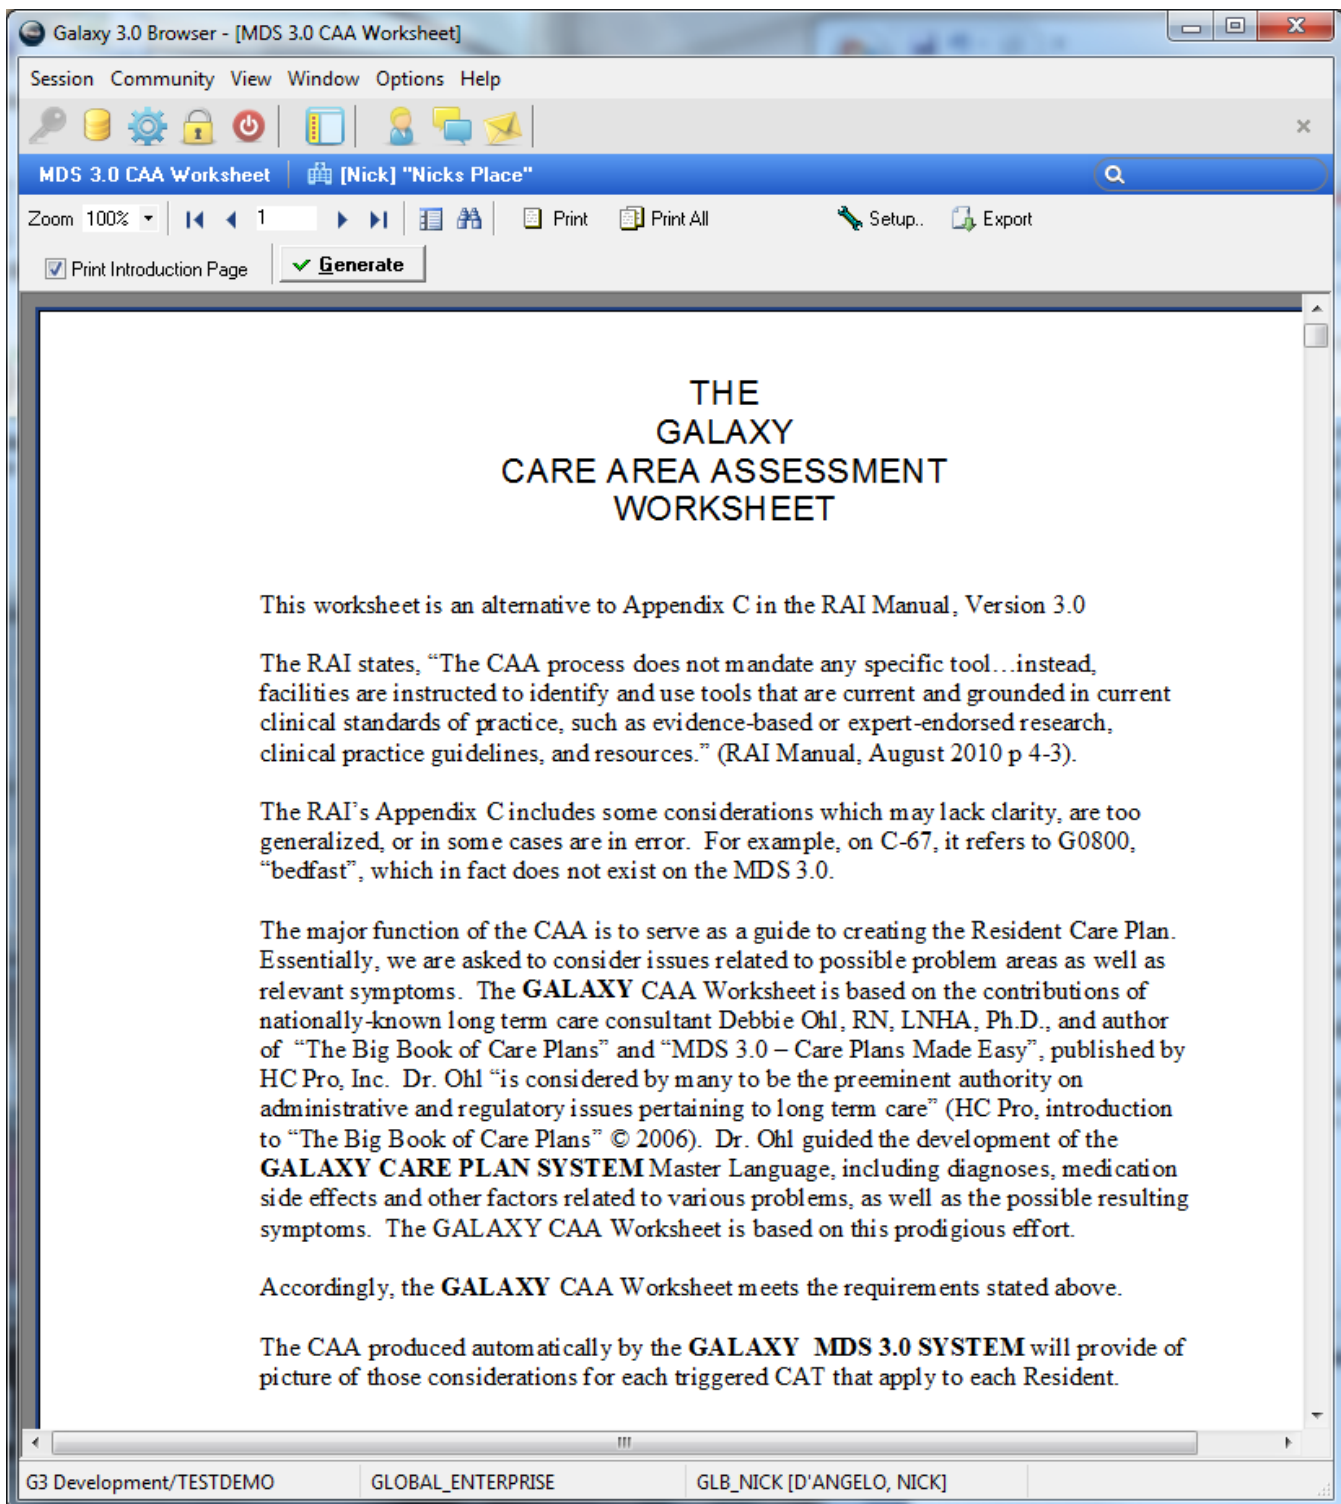 Galaxy 3.0 Browser - [MDS 3.0 CAA Worksheet]
Session Community View Window Options Help
MDS 3.0 CAA Worksheet [Nick] "Nicks Place"
Zoom 100% 1 Print Print All Setup.. Export
Print Introduction Page Generate
THE
GALAXY
CARE AREA ASSESSMENT
WORKSHEET
This worksheet is an alternative to Appendix C in the RAI Manual, Version 3.0
The RAI states, “The CAA process does not mandate any specific tool…instead,
facilities are instructed to identify and use tools that are current and grounded in current
clinical standards of practice, such as evidence-based or expert-endorsed research,
clinical practice guidelines, and resources.” (RAI Manual, August 2010 p 4-3).
The RAI’s Appendix C includes some considerations which may lack clarity, are too
generalized, or in some cases are in error. For example, on C-67, it refers to G0800,
“bedfast”, which in fact does not exist on the MDS 3.0.
The major function of the CAA is to serve as a guide to creating the Resident Care Plan.
Essentially, we are asked to consider issues related to possible problem areas as well as
relevant symptoms. The GALAXY CAA Worksheet is based on the contributions of
nationally-known long term care consultant Debbie Ohl, RN, LNHA, Ph.D., and author
of “The Big Book of Care Plans” and “MDS 3.0 – Care Plans Made Easy”, published by
HC Pro, Inc. Dr. Ohl “is considered by many to be the preeminent authority on
administrative and regulatory issues pertaining to long term care” (HC Pro, introduction
to “The Big Book of Care Plans” © 2006). Dr. Ohl guided the development of the
GALAXY CARE PLAN SYSTEM Master Language, including diagnoses, medication
side effects and other factors related to various problems, as well as the possible resulting
symptoms. The GALAXY CAA Worksheet is based on this prodigious effort.
Accordingly, the GALAXY CAA Worksheet meets the requirements stated above.
The CAA produced automatically by the GALAXY MDS 3.0 SYSTEM will provide of
picture of those considerations for each triggered CAT that apply to each Resident.
G3 Development/TESTDEMO GLOBAL_ENTERPRISE GLB_NICK [D'ANGELO, NICK]